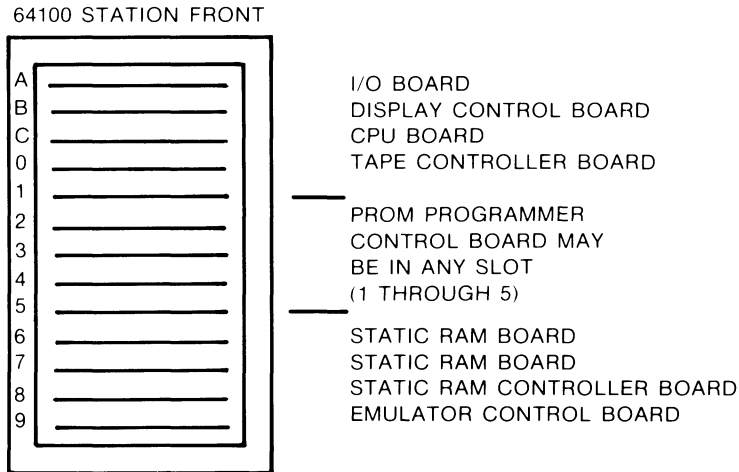 64100 STATION FRONT
A I/O BOARD
B DISPLAY CONTROL BOARD
C CPU BOARD
0 TAPE CONTROLLER BOARD
1
2 PROM PROGRAMMER
3 CONTROL BOARD MAY
4 BE IN ANY SLOT
5 (1 THROUGH 5)
6 STATIC RAM BOARD
7 STATIC RAM BOARD
8 STATIC RAM CONTROLLER BOARD
9 EMULATOR CONTROL BOARD